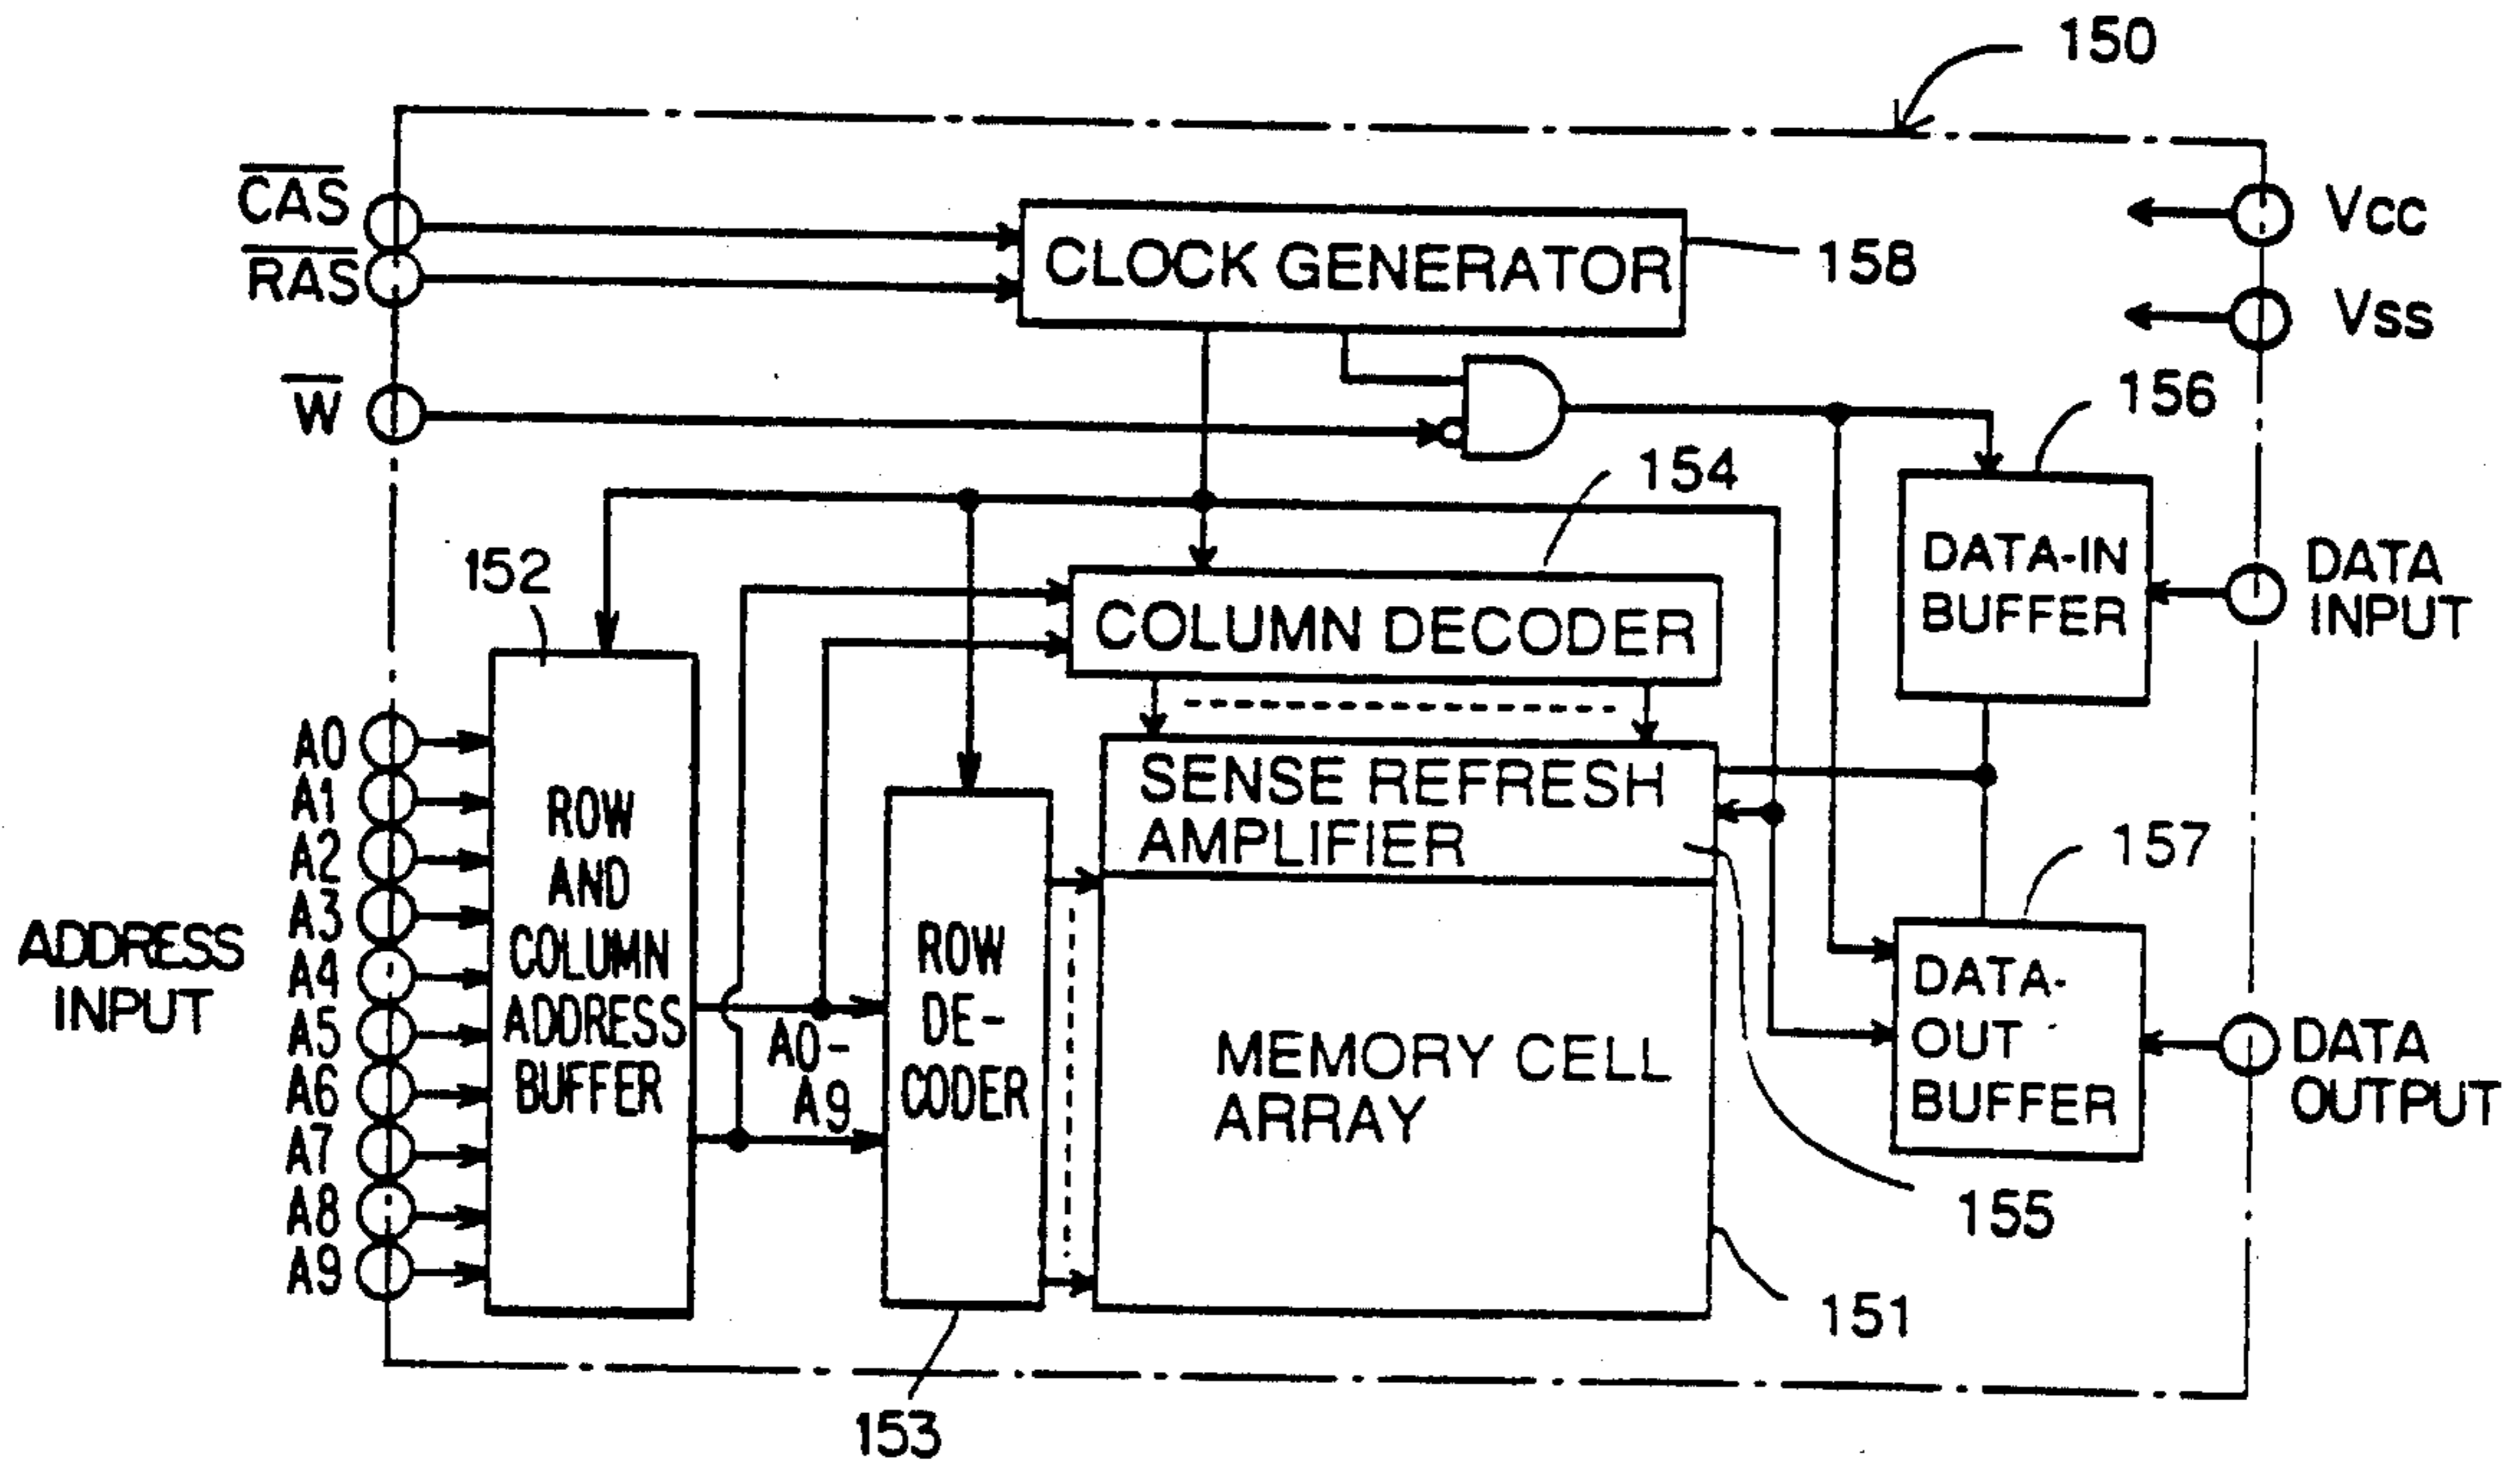 150
C̅A̅S̅
R̅A̅S̅
W̅
CLOCK GENERATOR
158
Vcc
Vss
156
154
152
DATA-IN
BUFFER
DATA
INPUT
COLUMN DECODER
A0
A1
A2
A3
A4
A5
A6
A7
A8
A9
ADDRESS
INPUT
ROW
AND
COLUMN
ADDRESS
BUFFER
A0-
A9
ROW
DE-
CODER
SENSE REFRESH
AMPLIFIER
MEMORY CELL
ARRAY
157
DATA-
OUT
BUFFER
DATA
OUTPUT
155
151
153